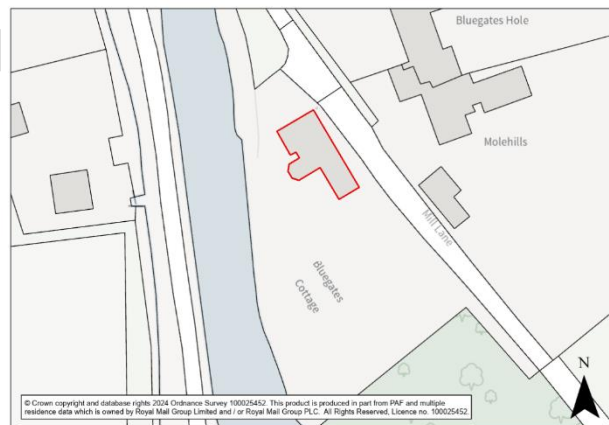 Bluegates Hole
Molehills
Mill Lane
Bluegates
Cottage
N
© Crown copyright and database rights 2024 Ordnance Survey 100025452. This product is produced in part from PAF and multiple
residence data which is owned by Royal Mail Group Limited and / or Royal Mail Group PLC. All Rights Reserved, Licence no. 100025452.